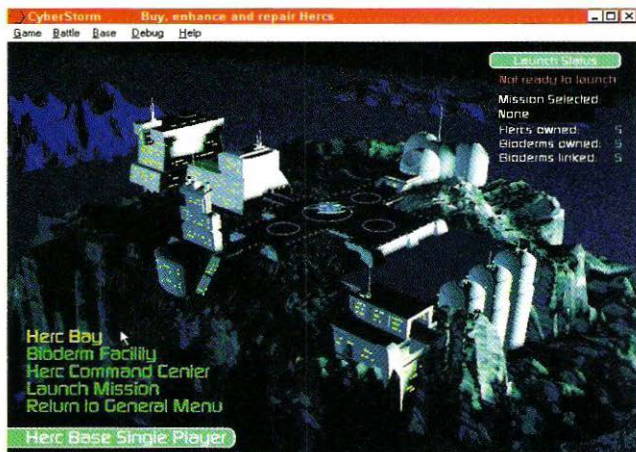 CyberStorm Buy, enhance and repair Hercs
Game Battle Base Debug Help
Launch Status
Not ready to launch
Mission Selected:
None
Hercs owned: 5
Bioderms owned: 5
Bioderms linked: 5
Herc Bay
Bioderm Facility
Herc Command Center
Launch Mission
Return to General Menu
Herc Base Single Player